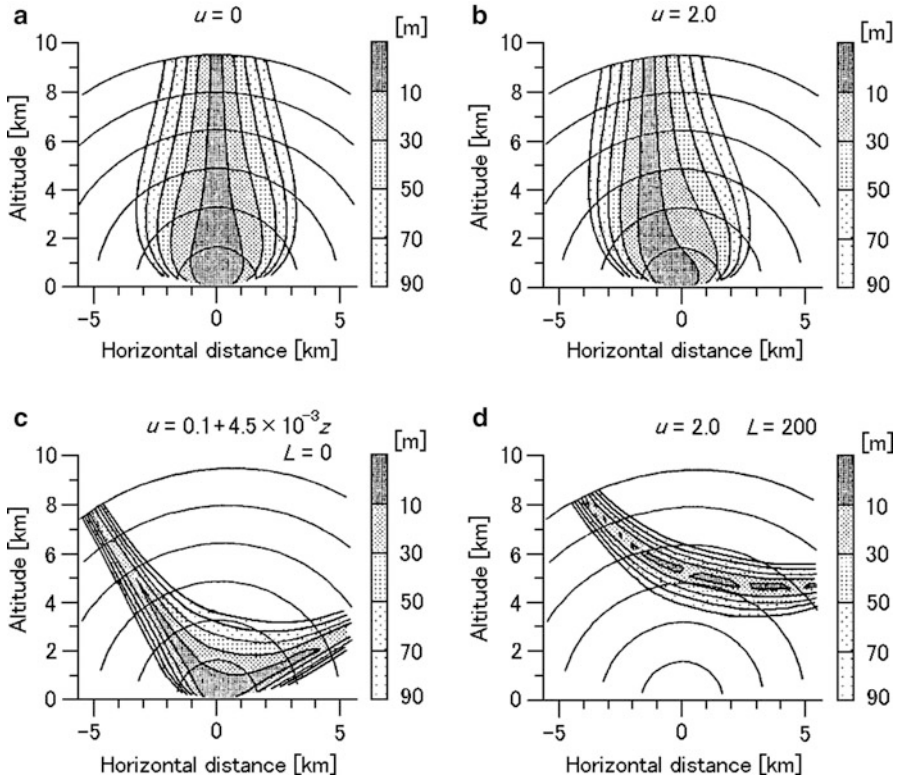 a
u = 0
[m]
10
8
6
4
2
0
Altitude [km]
-5
0
5
Horizontal distance [km]
10
30
50
70
90
b
u = 2.0
[m]
10
8
6
4
2
0
Altitude [km]
-5
0
5
Horizontal distance [km]
10
30
50
70
90
c
u = 0.1 + 4.5 × 10⁻³z
L = 0
[m]
10
8
6
4
2
0
Altitude [km]
-5
0
5
Horizontal distance [km]
10
30
50
70
90
d
u = 2.0 L = 200
[m]
10
8
6
4
2
0
Altitude [km]
-5
0
5
Horizontal distance [km]
10
30
50
70
90